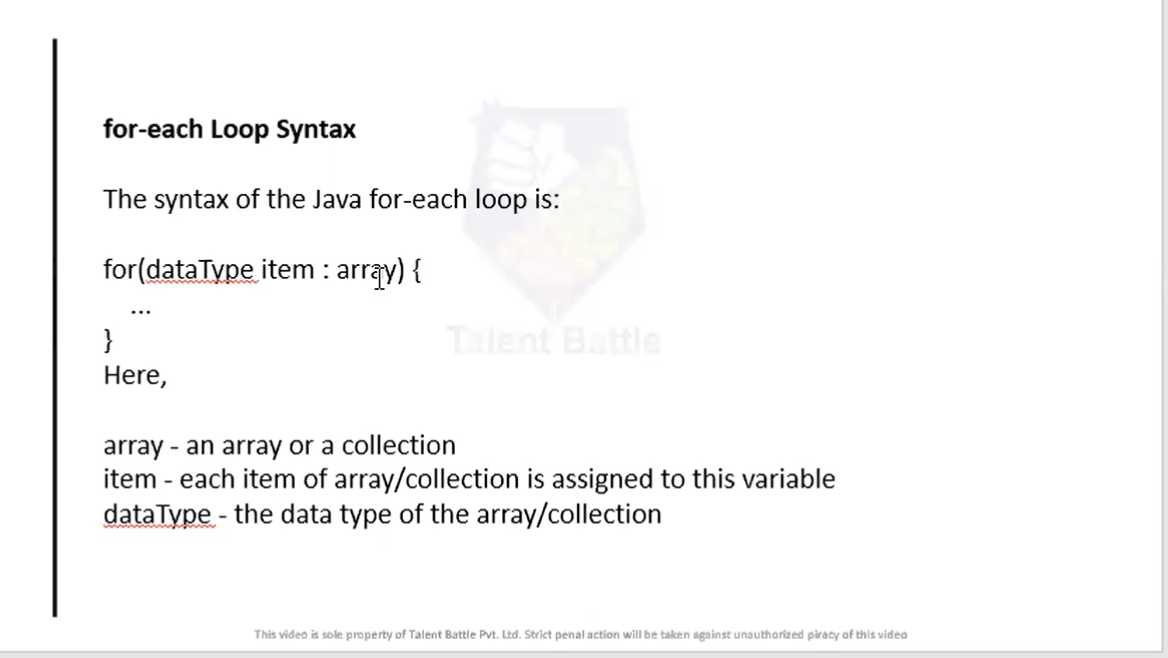 for-each Loop Syntax
The syntax of the Java for-each loop is:
for(dataType item : array) {
...
}
Here,
array - an array or a collection
item - each item of array/collection is assigned to this variable
dataType - the data type of the array/collection
Talent Battle
This video is sole property of Talent Battle Pvt. Ltd. Strict penal action will be taken against unauthorized piracy of this video